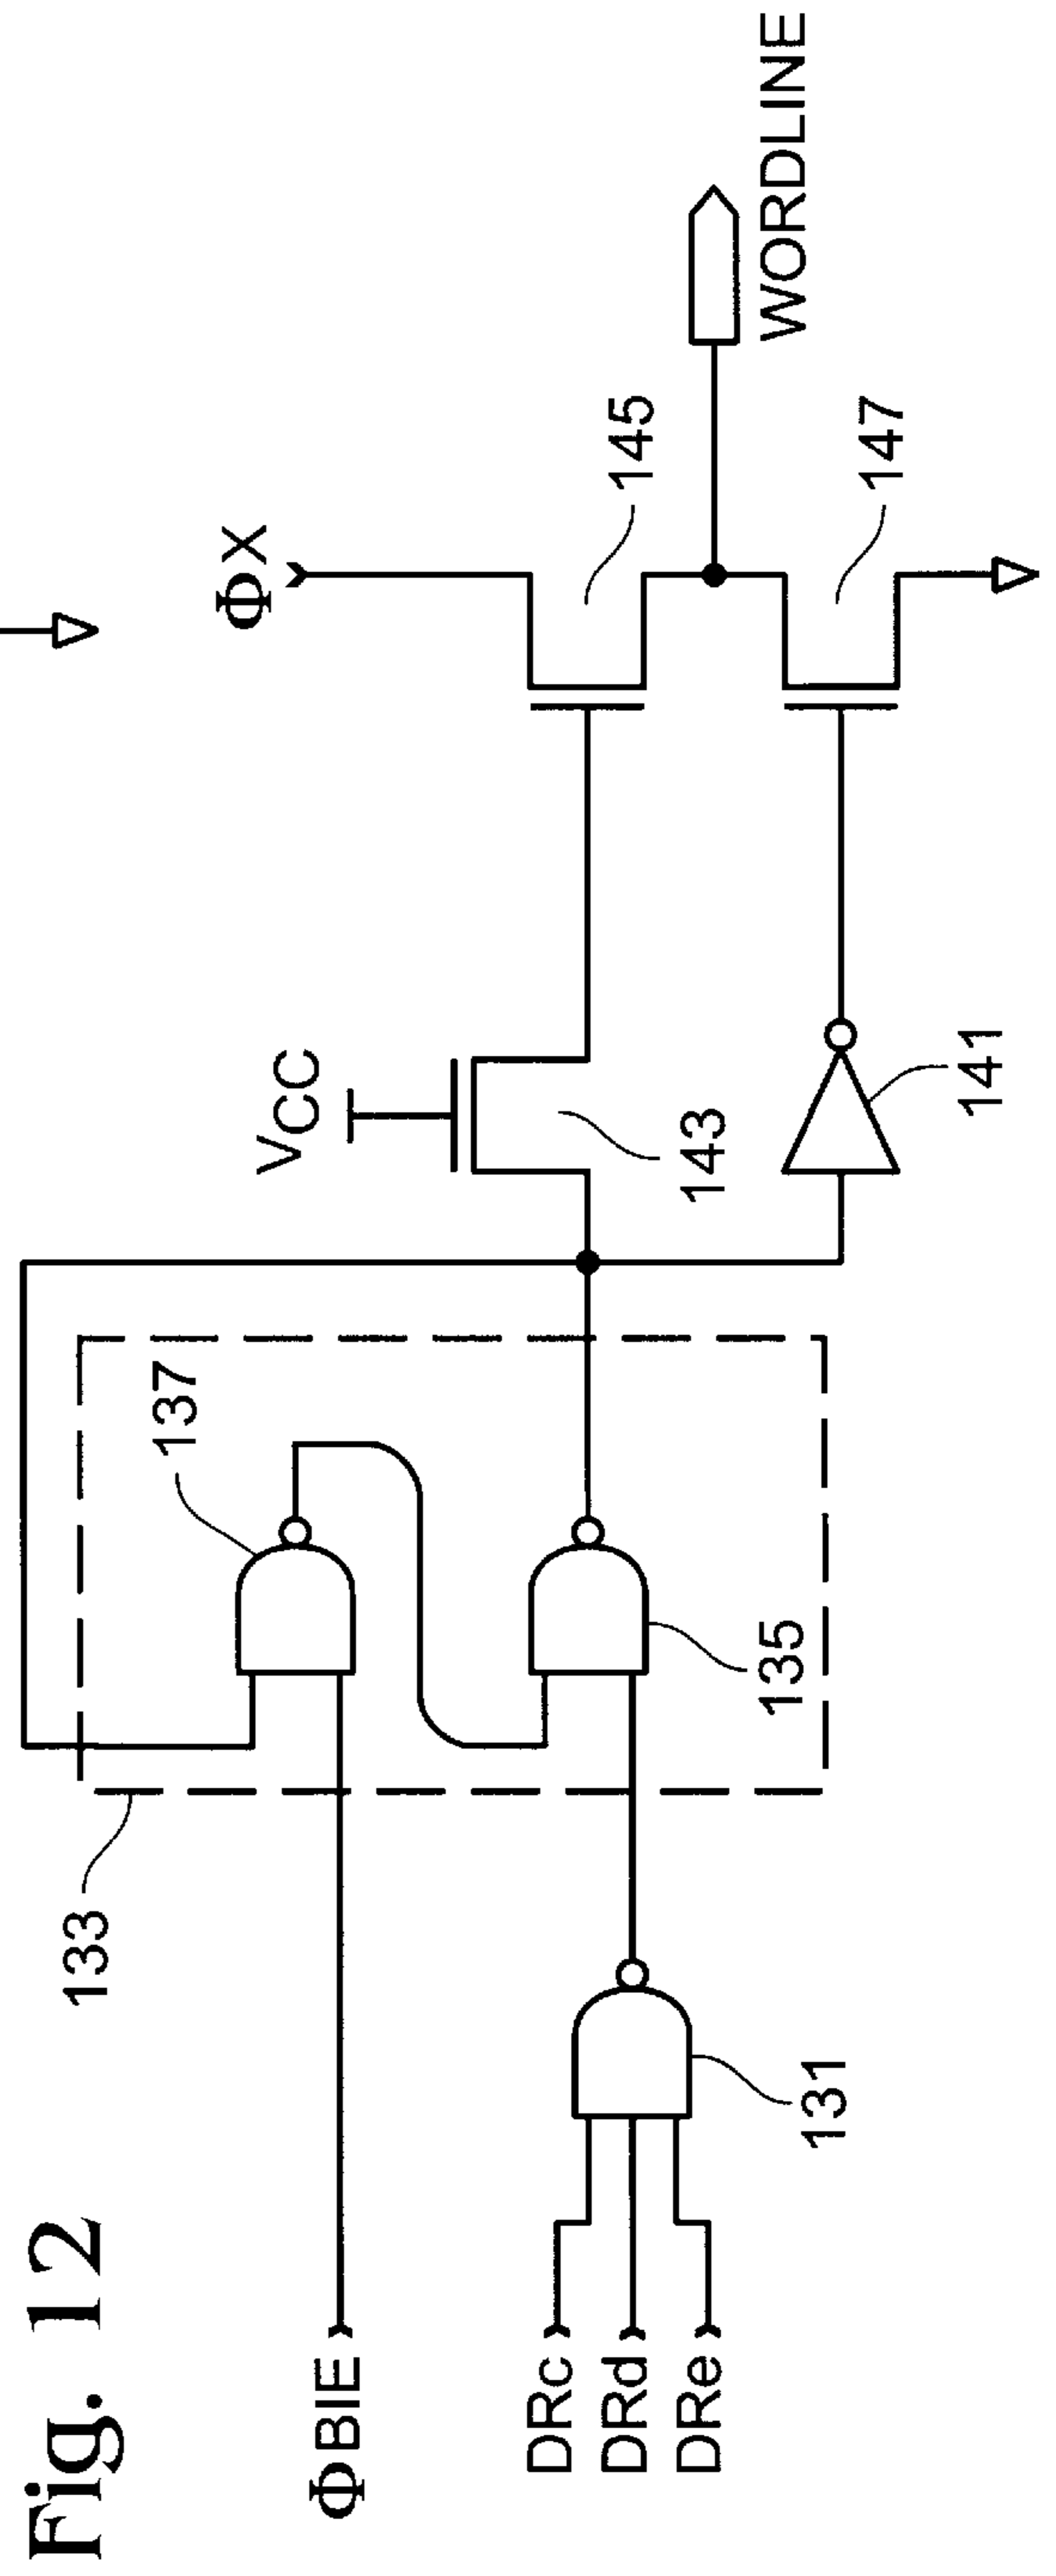 Fig. 12
133
137
VCC
ΦX
ΦBIE
145
WORDLINE
DRc
DRd
DRe
131
135
143
141
147